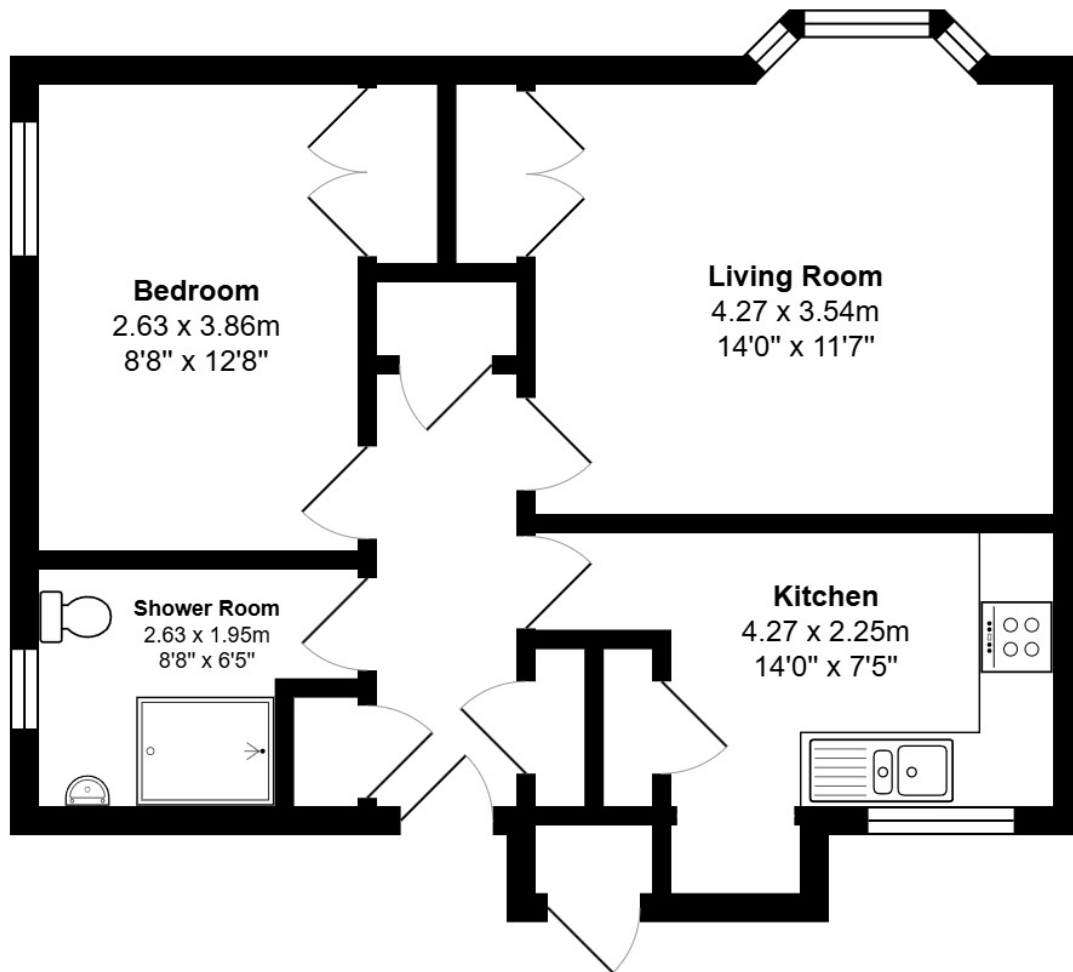 Bedroom
2.63 x 3.86m
8'8" x 12'8"
Living Room
4.27 x 3.54m
14'0" x 11'7"
Shower Room
2.63 x 1.95m
8'8" x 6'5"
Kitchen
4.27 x 2.25m
14'0" x 7'5"